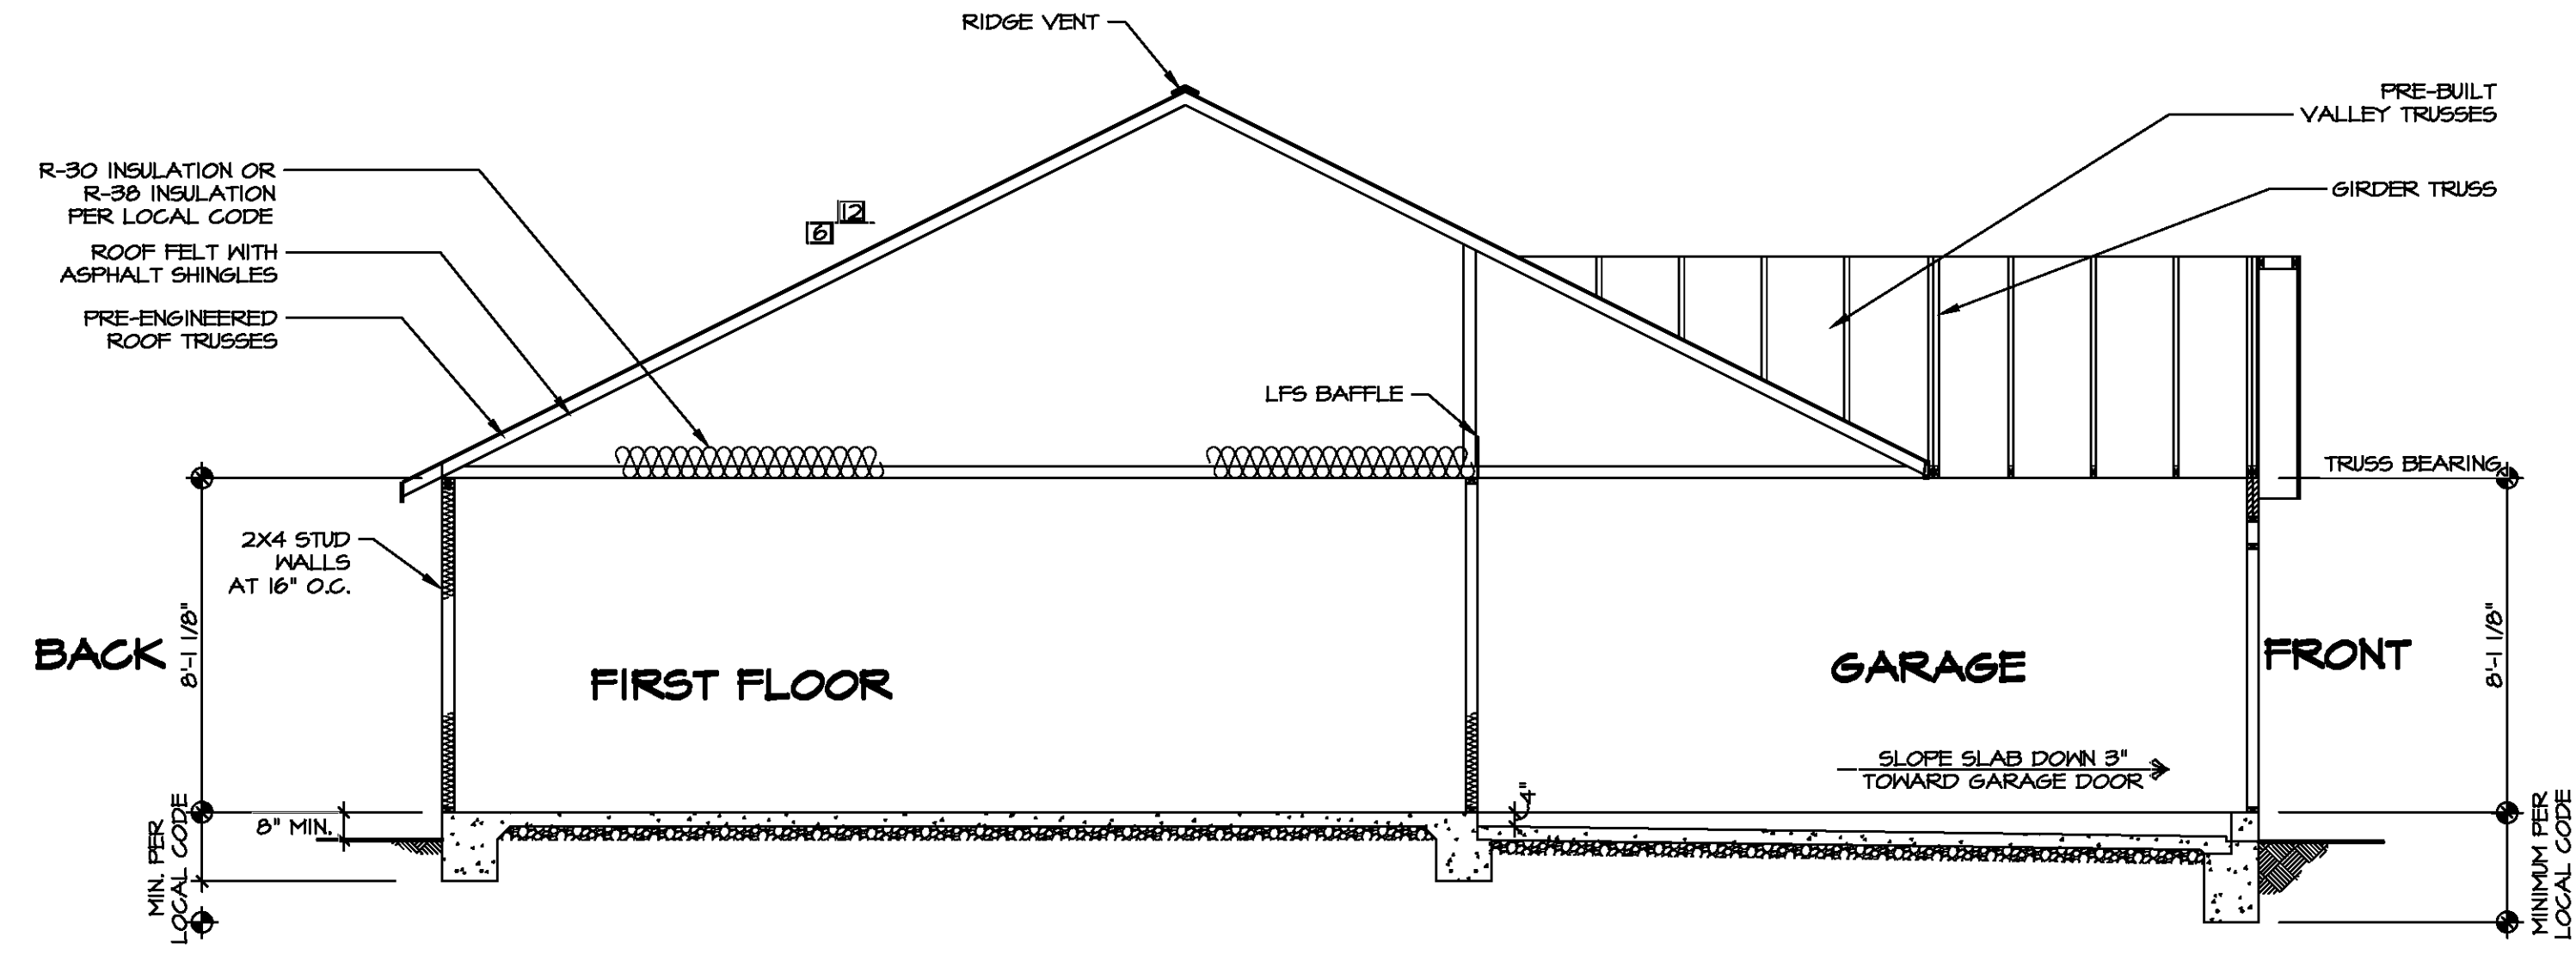 RIDGE VENT
PRE-BUILT
VALLEY TRUSSES
GIRDER TRUSS
R-30 INSULATION OR
R-38 INSULATION
PER LOCAL CODE
ROOF FELT WITH
ASPHALT SHINGLES
PRE-ENGINEERED
ROOF TRUSSES
12
6
LFS BAFFLE
TRUSS BEARING
2X4 STUD
WALLS
AT 16" O.C.
BACK
8'-1 1/8"
FIRST FLOOR
GARAGE
FRONT
8'-1 1/8"
SLOPE SLAB DOWN 3"
TOWARD GARAGE DOOR
4"
8" MIN.
MIN. PER
LOCAL CODE
MINIMUM PER
LOCAL CODE